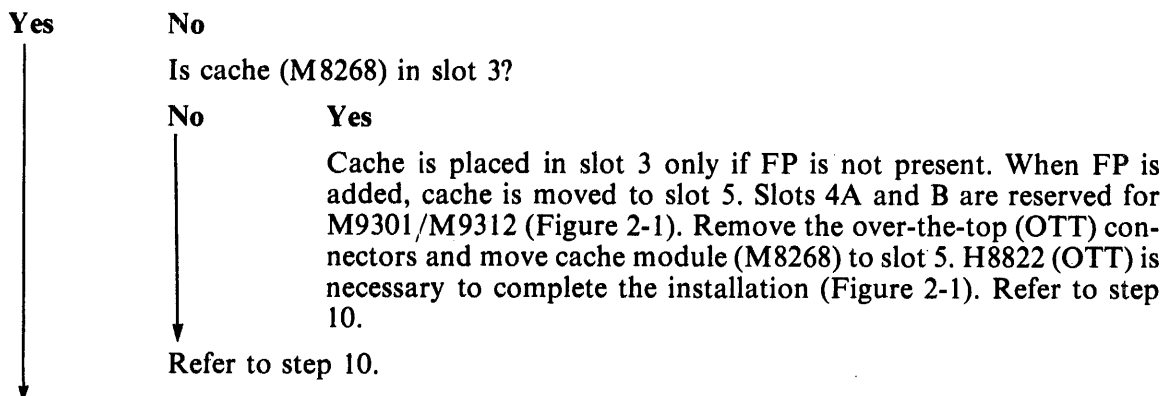 Yes No
Is cache (M8268) in slot 3?
No Yes
Cache is placed in slot 3 only if FP is not present. When FP is
added, cache is moved to slot 5. Slots 4A and B are reserved for
M9301/M9312 (Figure 2-1). Remove the over-the-top (OTT) con-
nectors and move cache module (M8268) to slot 5. H8822 (OTT) is
necessary to complete the installation (Figure 2-1). Refer to step
10.
Refer to step 10.